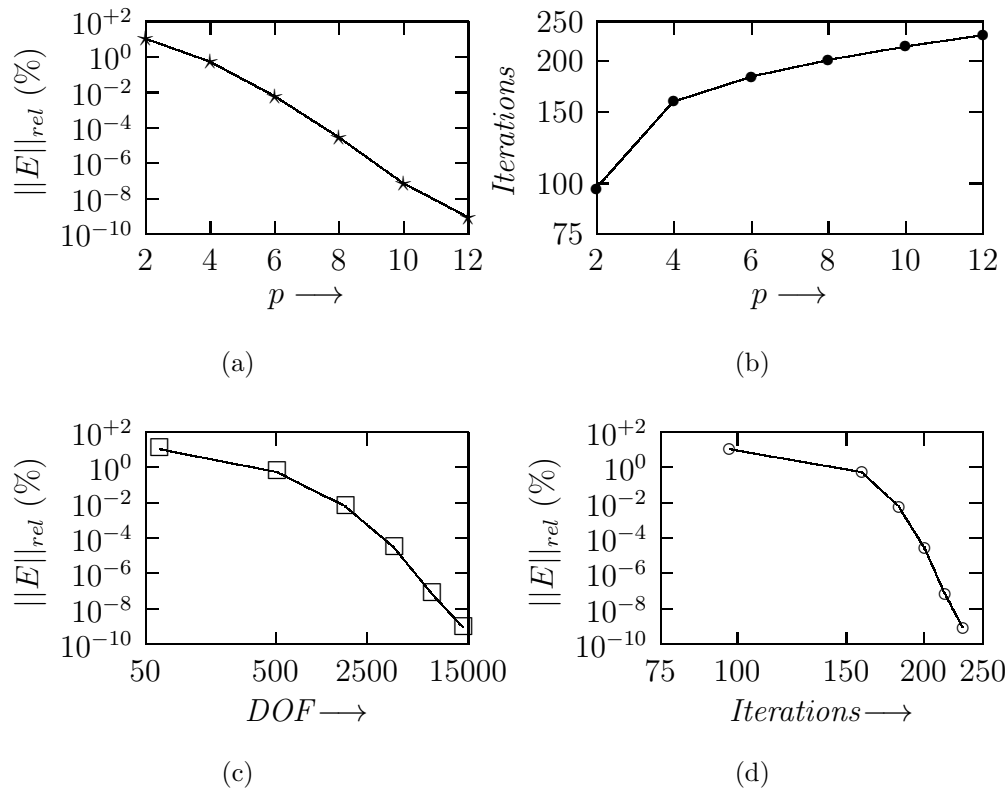 ||E||rel (%)
10+2
100
10−2
10−4
10−6
10−8
10−10
2 4 6 8 10 12
p ⟶
(a)
Iterations
250
200
150
100
75
2 4 6 8 10 12
p ⟶
(b)
||E||rel (%)
10+2
100
10−2
10−4
10−6
10−8
10−10
50 500 2500 15000
DOF⟶
(c)
||E||rel (%)
10+2
100
10−2
10−4
10−6
10−8
10−10
75 100 150 200 250
Iterations⟶
(d)